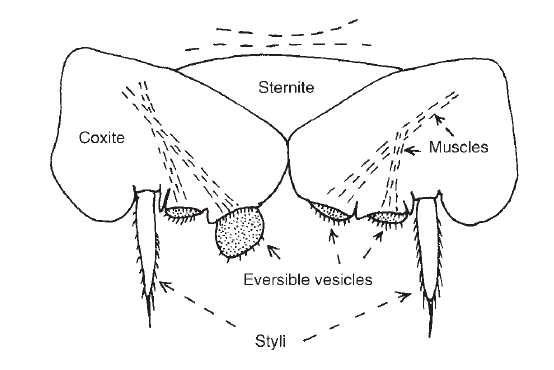 Sternite
Coxite
Muscles
Eversible vesicles
Styli